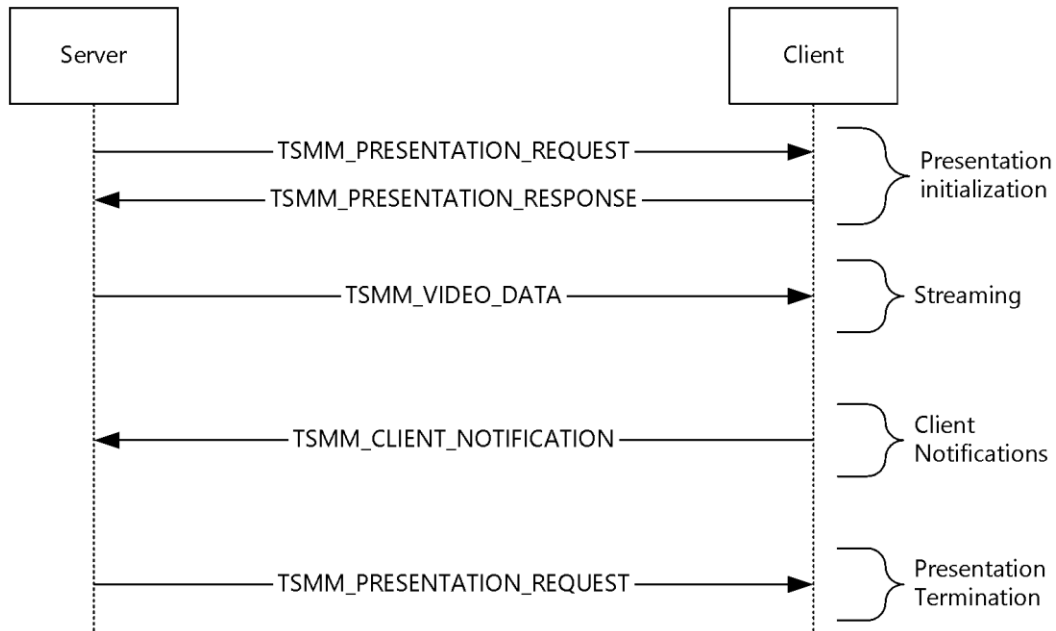 Server
Client
TSMM_PRESENTATION_REQUEST
Presentation
initialization
TSMM_PRESENTATION_RESPONSE
TSMM_VIDEO_DATA
Streaming
TSMM_CLIENT_NOTIFICATION
Client
Notifications
TSMM_PRESENTATION_REQUEST
Presentation
Termination